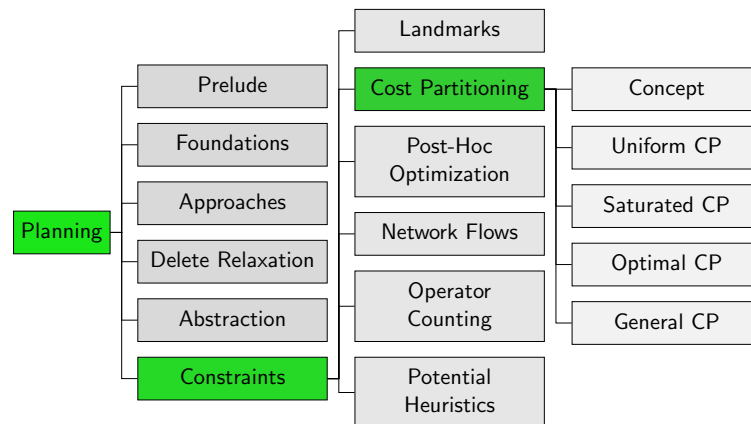 Planning
Prelude
Foundations
Approaches
Delete Relaxation
Abstraction
Constraints
Landmarks
Cost Partitioning
Post-Hoc
Optimization
Network Flows
Operator
Counting
Potential
Heuristics
Concept
Uniform CP
Saturated CP
Optimal CP
General CP